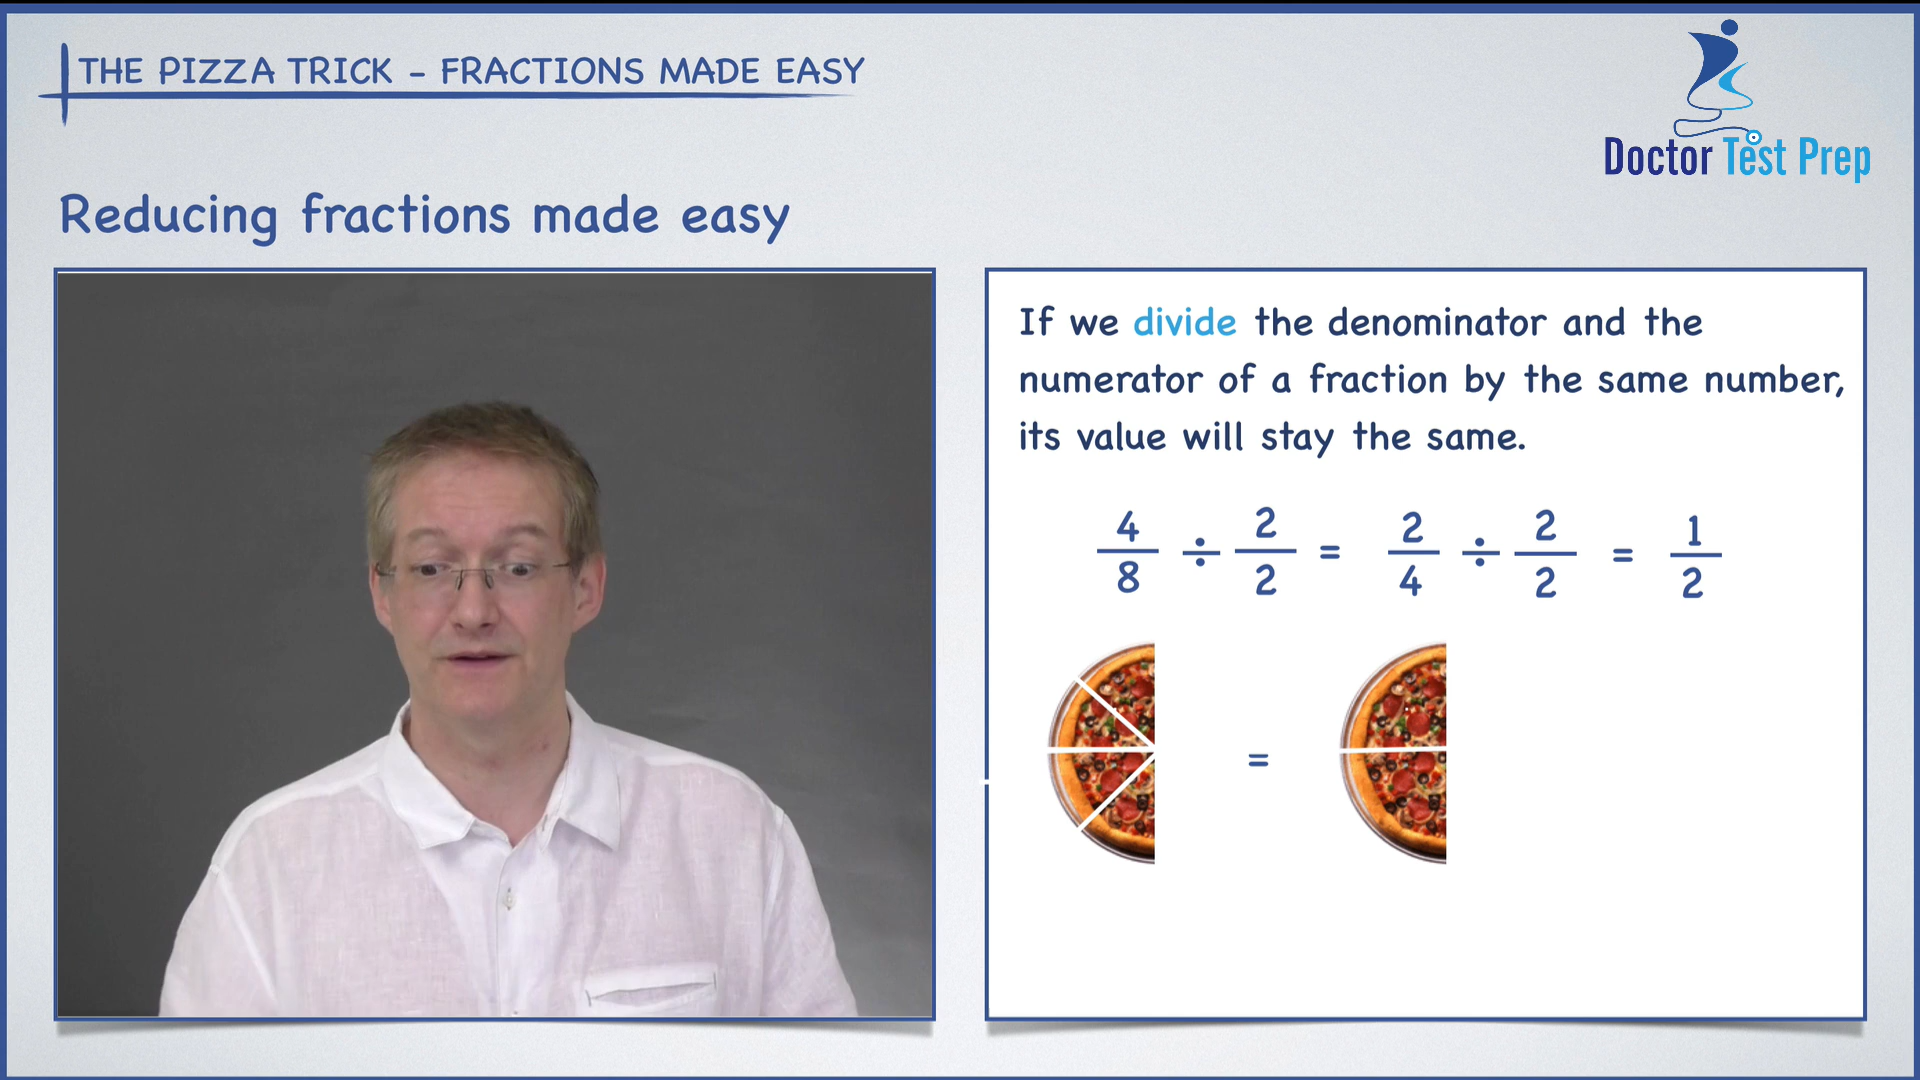 THE PIZZA TRICK - FRACTIONS MADE EASY
Doctor Test Prep
Reducing fractions made easy
If we divide the denominator and the
numerator of a fraction by the same number,
its value will stay the same.
4/8 ÷ 2/2 = 2/4 ÷ 2/2 = 1/2
=